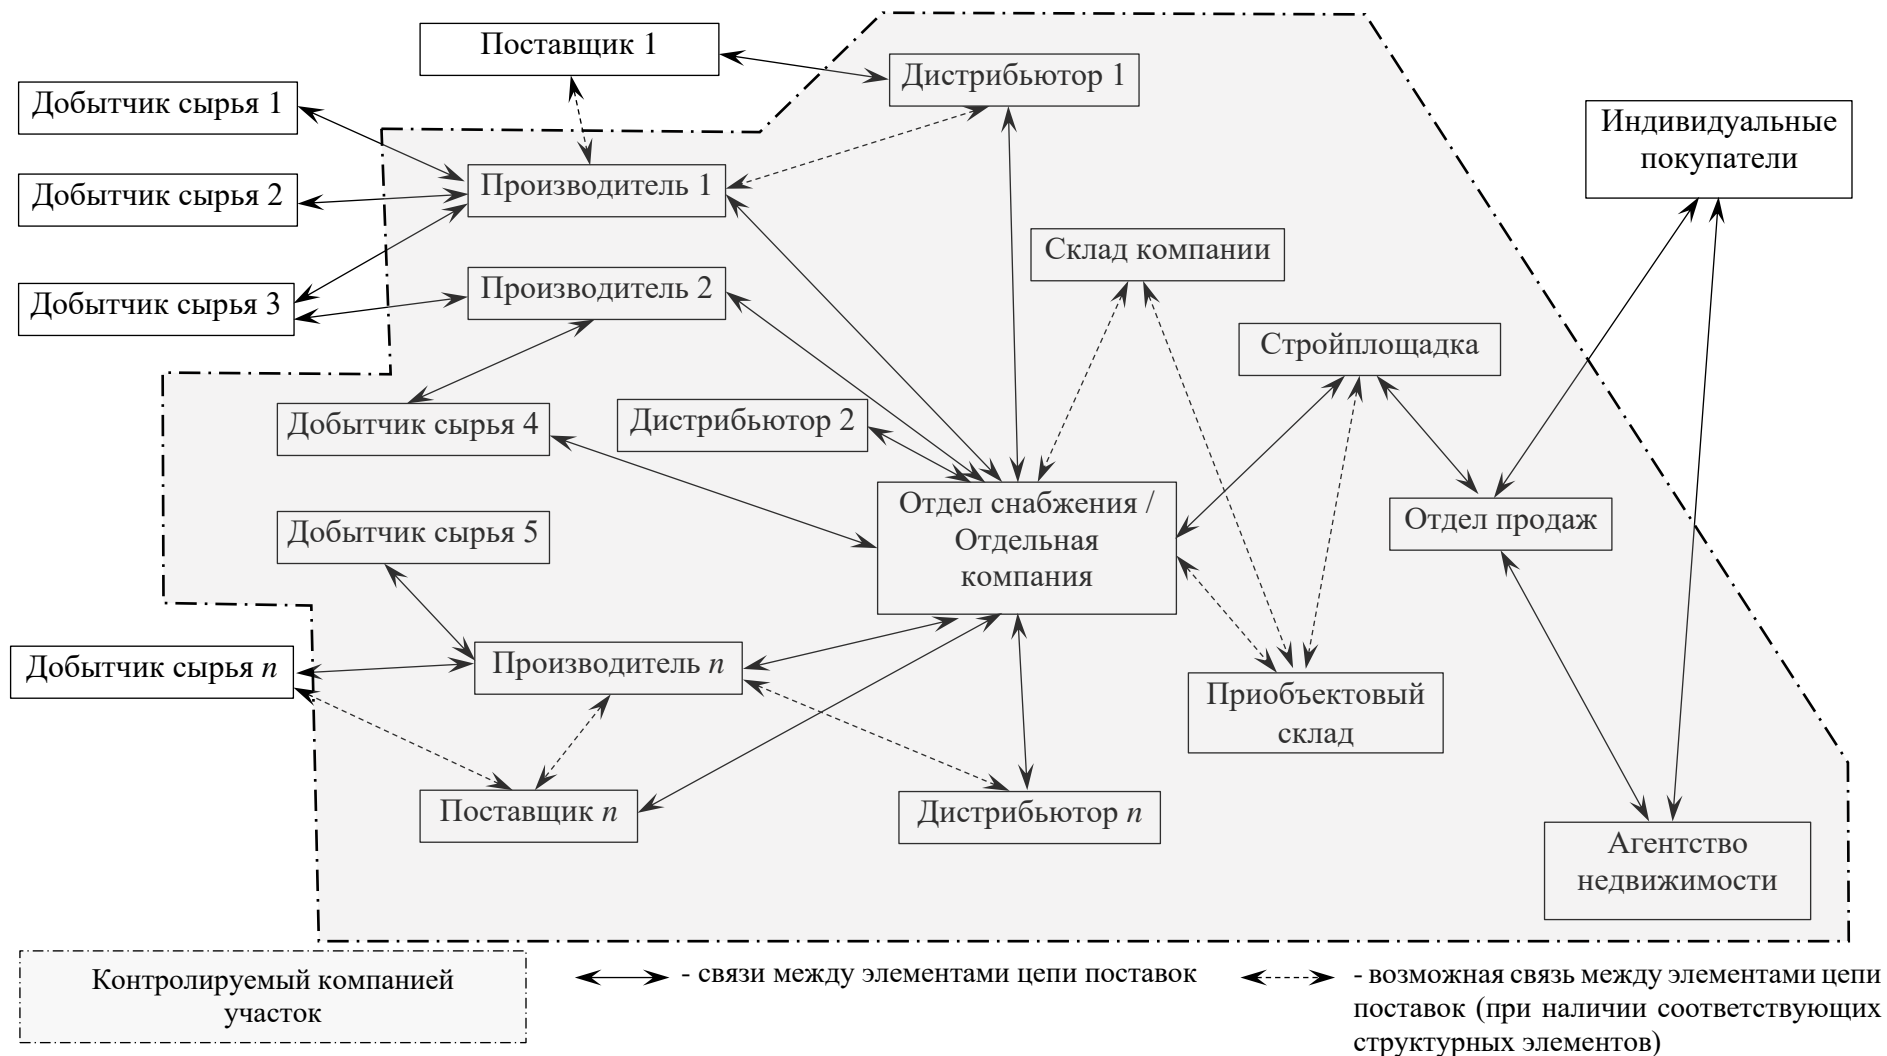 Поставщик 1
Дистрибьютор 1
Добытчик сырья 1
Индивидуальные
покупатели
Добытчик сырья 2
Производитель 1
Склад компании
Добытчик сырья 3
Производитель 2
Стройплощадка
Добытчик сырья 4
Дистрибьютор 2
Отдел снабжения /
Отдельная
компания
Отдел продаж
Добытчик сырья 5
Добытчик сырья n
Производитель n
Приобъектовый
склад
Поставщик n
Дистрибьютор n
Агентство
недвижимости
Контролируемый компанией
участок
- связи между элементами цепи поставок
- возможная связь между элементами цепи
поставок (при наличии соответствующих
структурных элементов)